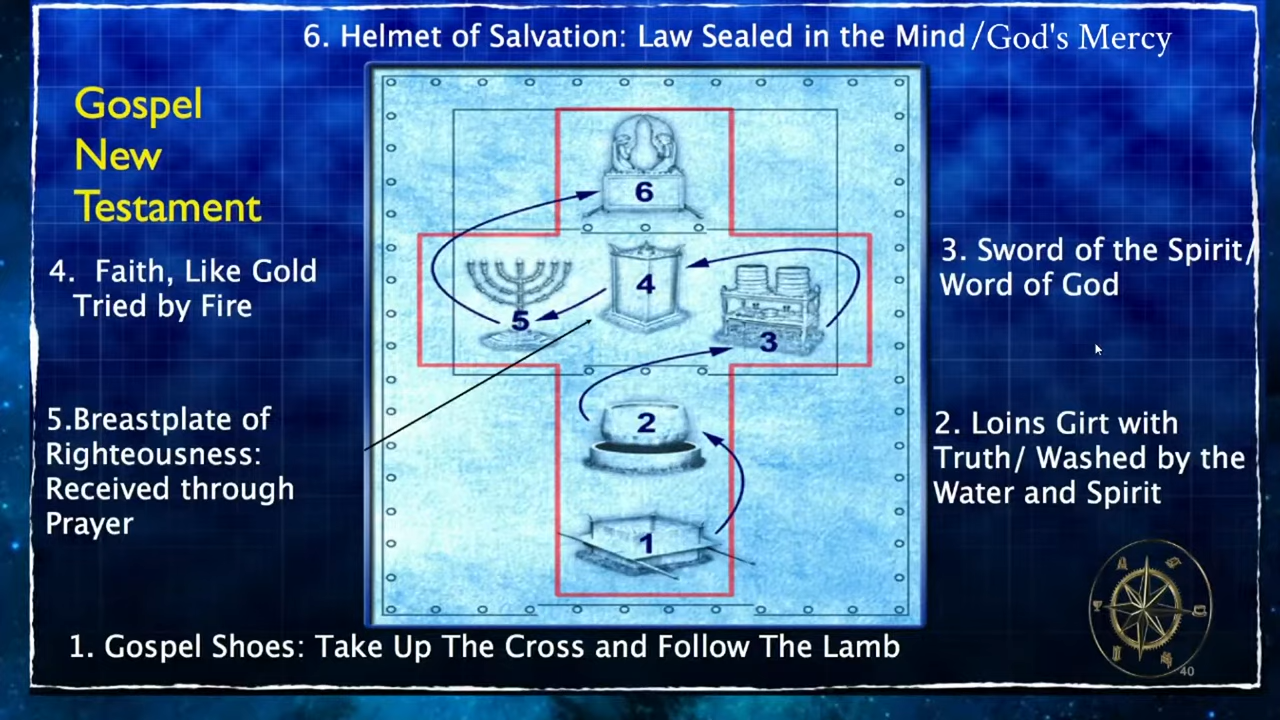 6. Helmet of Salvation: Law Sealed in the Mind/God's Mercy
Gospel
New
Testament
4. Faith, Like Gold
Tried by Fire
5.Breastplate of
Righteousness:
Received through
Prayer
6
4
5
3
2
1
3. Sword of the Spirit/
Word of God
2. Loins Girt with
Truth/ Washed by the
Water and Spirit
1. Gospel Shoes: Take Up The Cross and Follow The Lamb
40